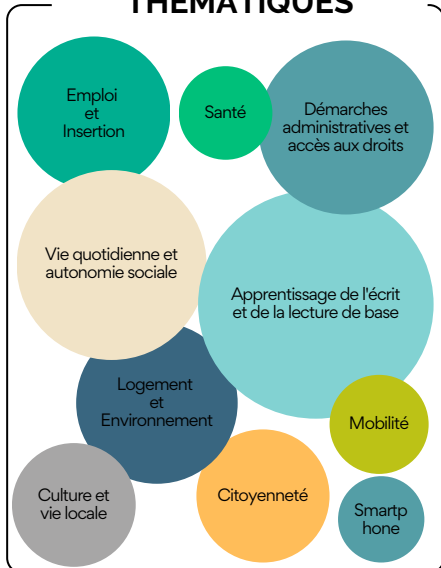 THÉMATIQUES
Emploi
et
Insertion
Santé
Démarches
administratives et
accès aux droits
Vie quotidienne et
autonomie sociale
Apprentissage de l'écrit
et de la lecture de base
Logement
et
Environnement
Mobilité
Culture et
vie locale
Citoyenneté
Smartp
hone